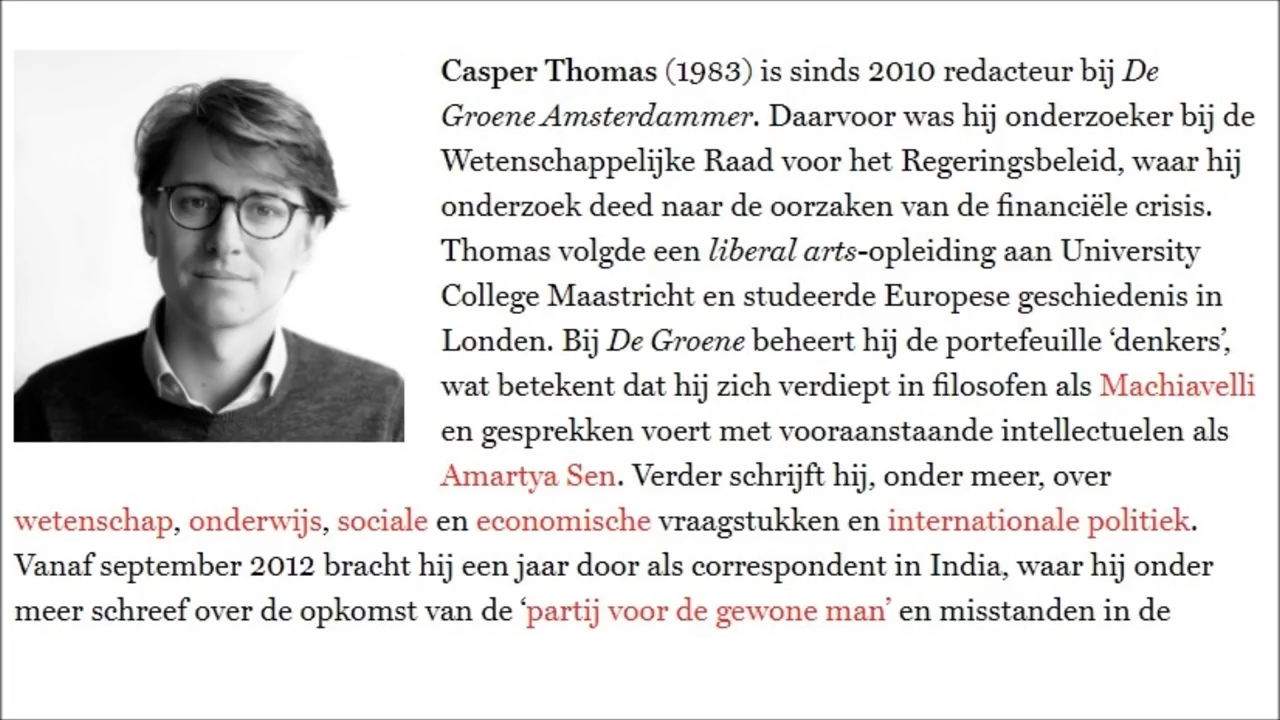 Casper Thomas (1983) is sinds 2010 redacteur bij De
Groene Amsterdammer. Daarvoor was hij onderzoeker bij de
Wetenschappelijke Raad voor het Regeringsbeleid, waar hij
onderzoek deed naar de oorzaken van de financiële crisis.
Thomas volgde een liberal arts-opleiding aan University
College Maastricht en studeerde Europese geschiedenis in
Londen. Bij De Groene beheert hij de portefeuille ‘denkers’,
wat betekent dat hij zich verdiept in filosofen als Machiavelli
en gesprekken voert met vooraanstaande intellectuelen als
Amartya Sen. Verder schrijft hij, onder meer, over
wetenschap, onderwijs, sociale en economische vraagstukken en internationale politiek.
Vanaf september 2012 bracht hij een jaar door als correspondent in India, waar hij onder
meer schreef over de opkomst van de ‘partij voor de gewone man’ en misstanden in de